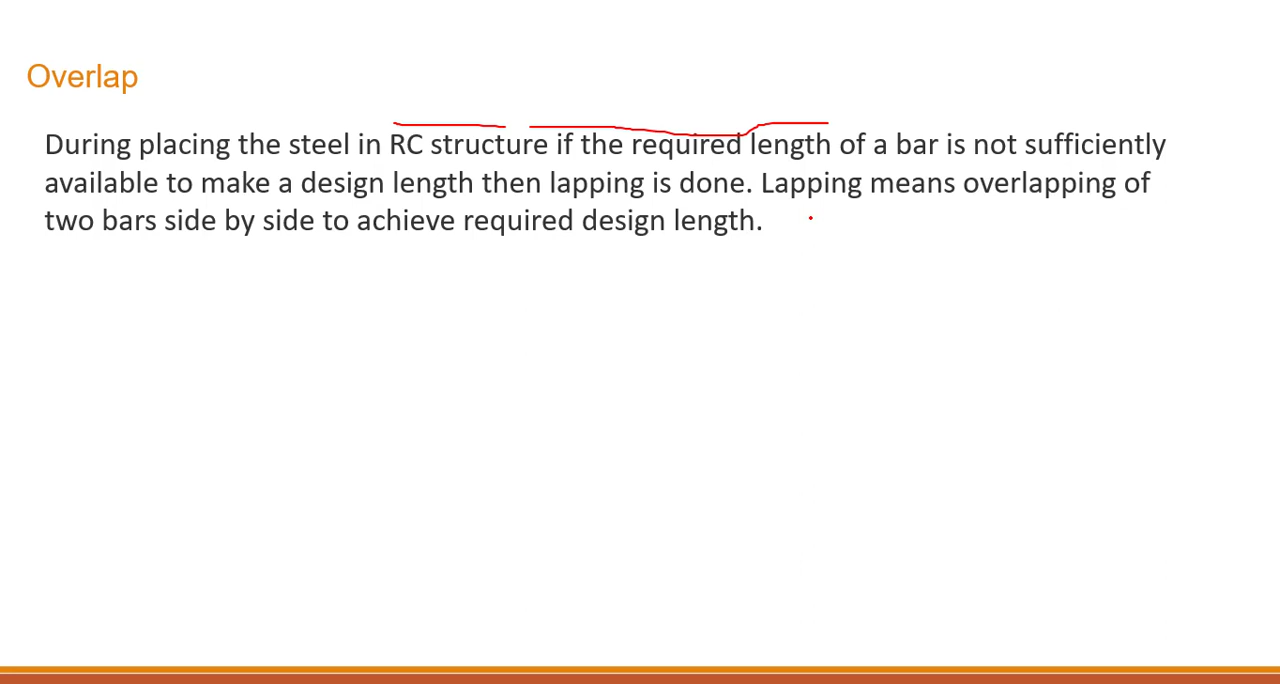 Overlap
During placing the steel in RC structure if the required length of a bar is not sufficiently
available to make a design length then lapping is done. Lapping means overlapping of
two bars side by side to achieve required design length.